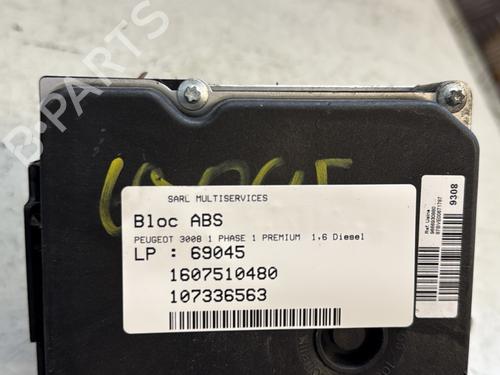 SARL MULTISERVICES
Bloc ABS
PEUGEOT 3008 1 PHASE 1 PREMIUM 1,6 Diesel
LP : 69045
1607510480
107336563
9308
B-PARTS